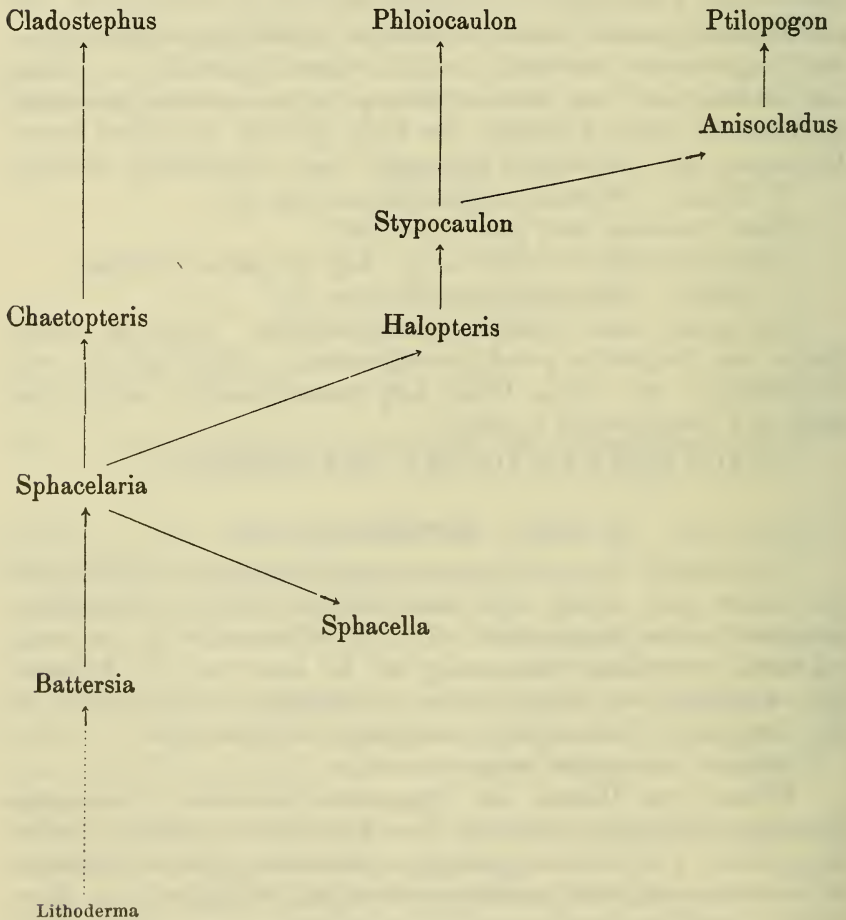 Cladostephus Phloiocaulon Ptilopogon
Anisocladus
Stypocaulon
Chaetopteris Halopteris
Sphacelaria
Sphacella
Battersia
Lithoderma